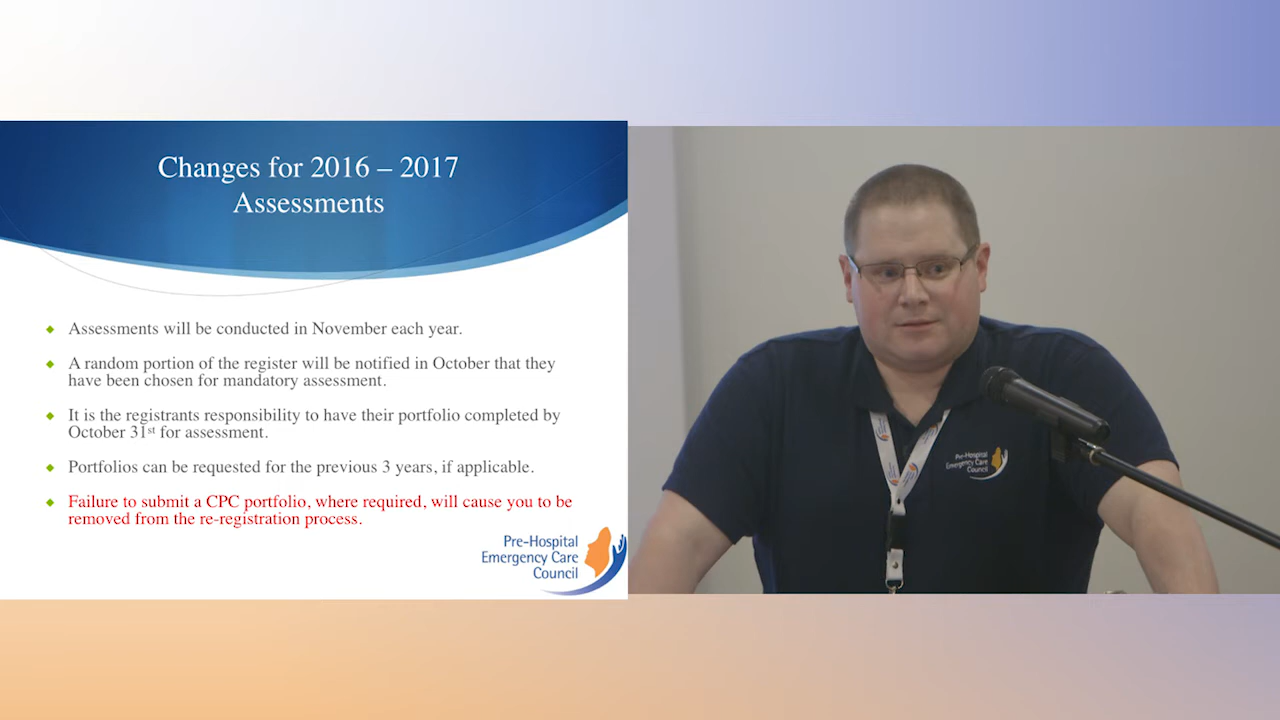 Changes for 2016 – 2017
Assessments
Assessments will be conducted in November each year.
A random portion of the register will be notified in October that they
have been chosen for mandatory assessment.
It is the registrants responsibility to have their portfolio completed by
October 31st for assessment.
Portfolios can be requested for the previous 3 years, if applicable.
Failure to submit a CPC portfolio, where required, will cause you to be
removed from the re-registration process.
Pre-Hospital
Emergency Care
Council
Pre-Hospital
Emergency Care
Council